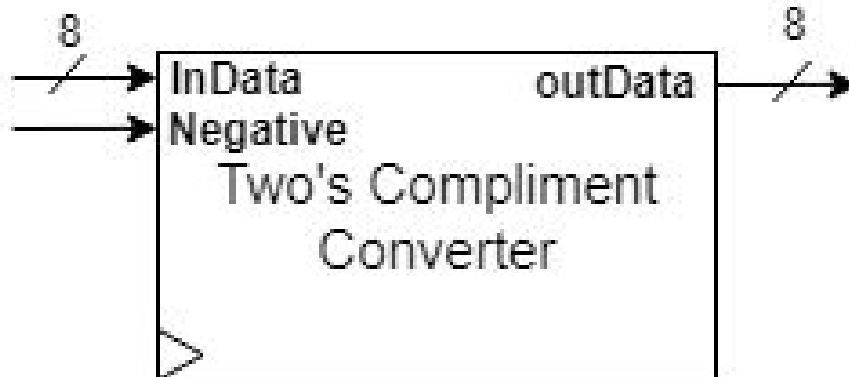 8
8
InData
outData
Negative
Two's Compliment
Converter